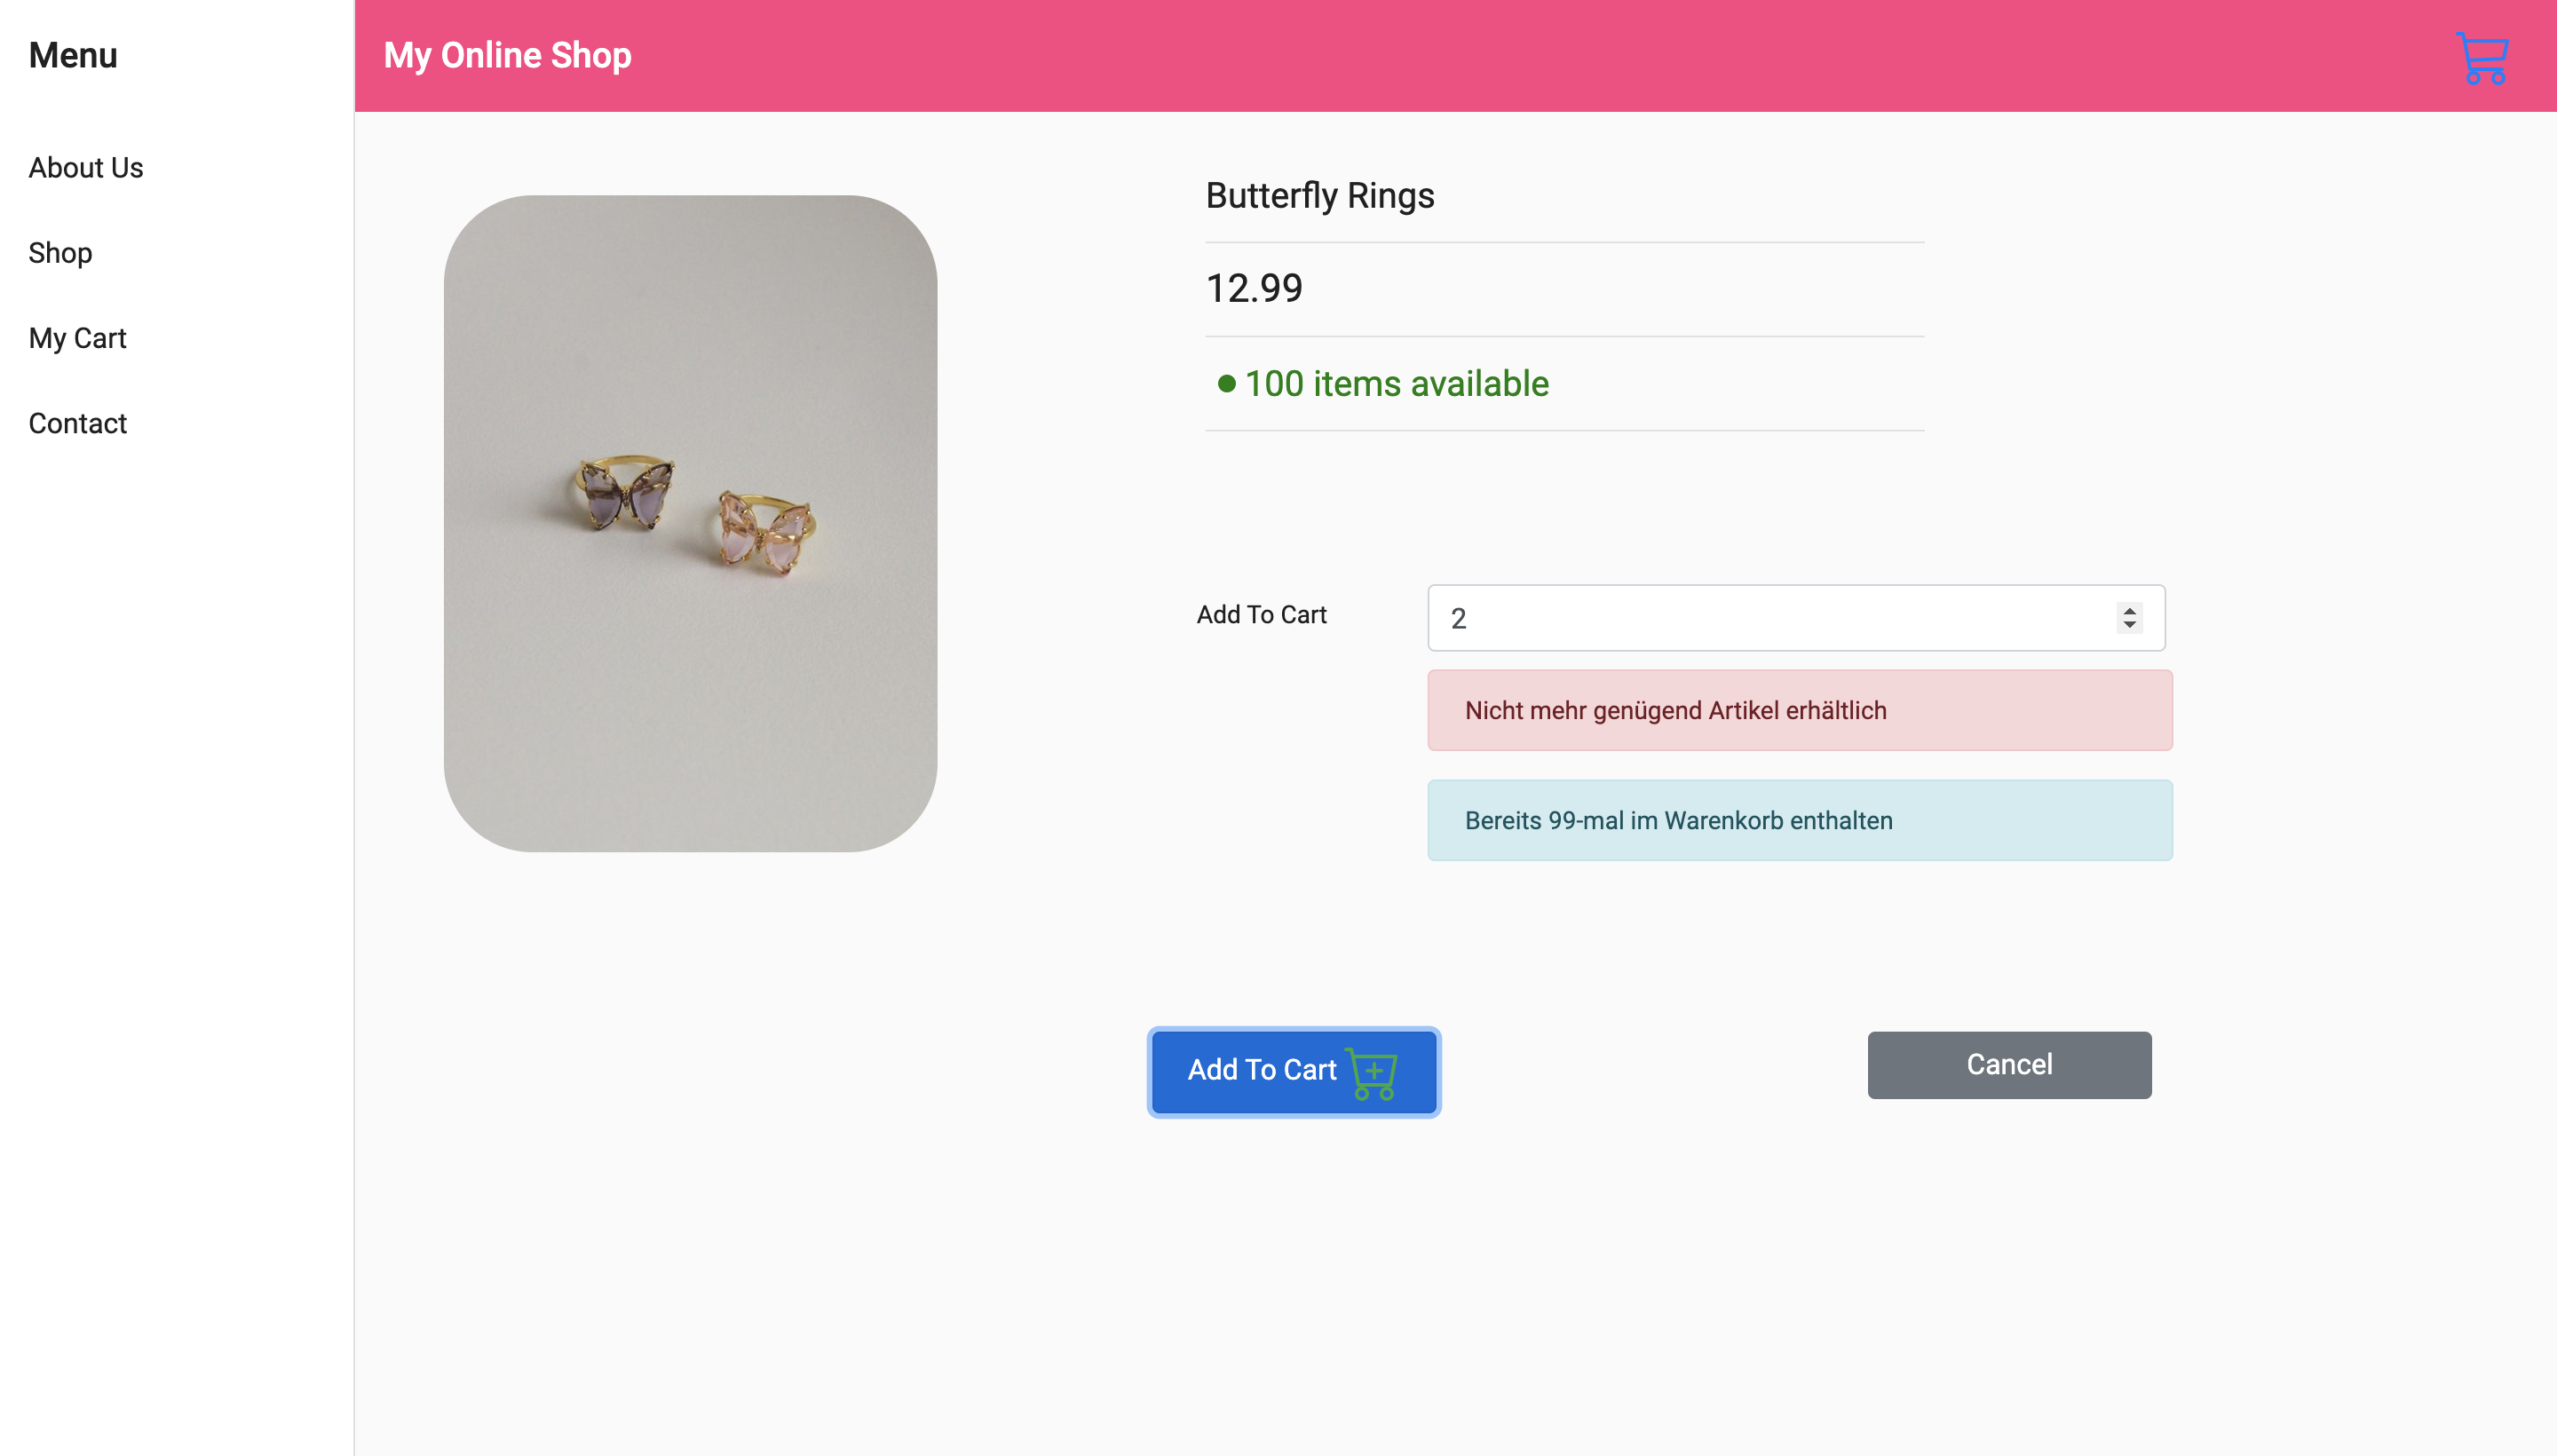 Menu
About Us
Shop
My Cart
Contact
My Online Shop
Butterfly Rings
12.99
100 items available
Add To Cart
2
Nicht mehr genügend Artikel erhältlich
Bereits 99-mal im Warenkorb enthalten
Add To Cart
Cancel